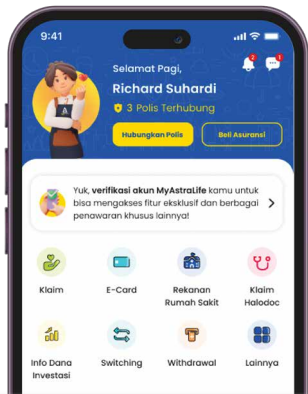 9:41
Selamat Pagi,
Richard Suhardi
3 Polis Terhubung
Hubungkan Polis
Beli Asuransi
Yuk, verifikasi akun MyAstraLife kamu untuk
bisa mengakses fitur eksklusif dan berbagai
penawaran khusus lainnya!
Klaim
E-Card
Rekanan
Rumah Sakit
Klaim
Halodoc
Info Dana
Investasi
Switching
Withdrawal
Lainnya